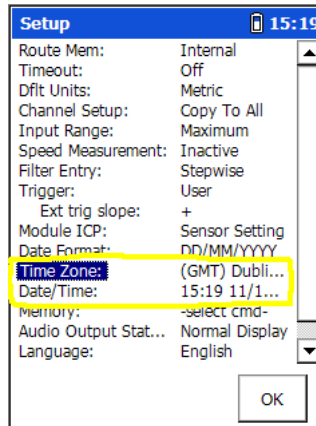 Setup 15:19
Route Mem: Internal
Timeout: Off
Dflt Units: Metric
Channel Setup: Copy To All
Input Range: Maximum
Speed Measurement: Inactive
Filter Entry: Stepwise
Trigger: User
Ext trig slope: +
Module ICP: Sensor Setting
Date Format: DD/MM/YYYY
Time Zone: (GMT) Dubli...
Date/Time: 15:19 11/1...
Memory: -select cmd-
Audio Output Stat... Normal Display
Language: English
OK